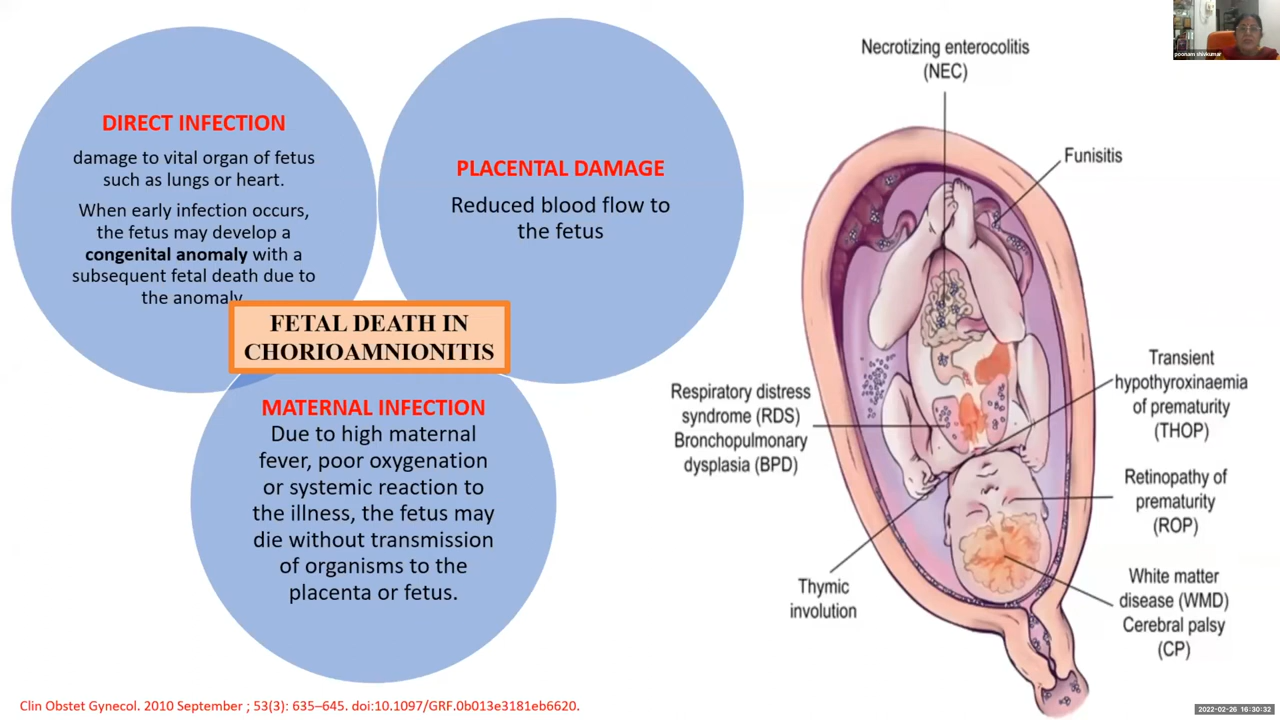 DIRECT INFECTION
damage to vital organ of fetus
such as lungs or heart.
When early infection occurs,
the fetus may develop a
congenital anomaly with a
subsequent fetal death due to
the anomaly
PLACENTAL DAMAGE
Reduced blood flow to
the fetus
FETAL DEATH IN
CHORIOAMNIONITIS
MATERNAL INFECTION
Due to high maternal
fever, poor oxygenation
or systemic reaction to
the illness, the fetus may
die without transmission
of organisms to the
placenta or fetus.
Necrotizing enterocolitis
(NEC)
Funisitis
Respiratory distress
syndrome (RDS)
Bronchopulmonary
dysplasia (BPD)
Transient
hypothyroxinaemia
of prematurity
(THOP)
Retinopathy of
prematurity
(ROP)
Thymic
involution
White matter
disease (WMD)
Cerebral palsy
(CP)
Clin Obstet Gynecol. 2010 September ; 53(3): 635–645. doi:10.1097/GRF.0b013e3181eb6620.
poonam shivkumar
2022-02-26 16:30:32